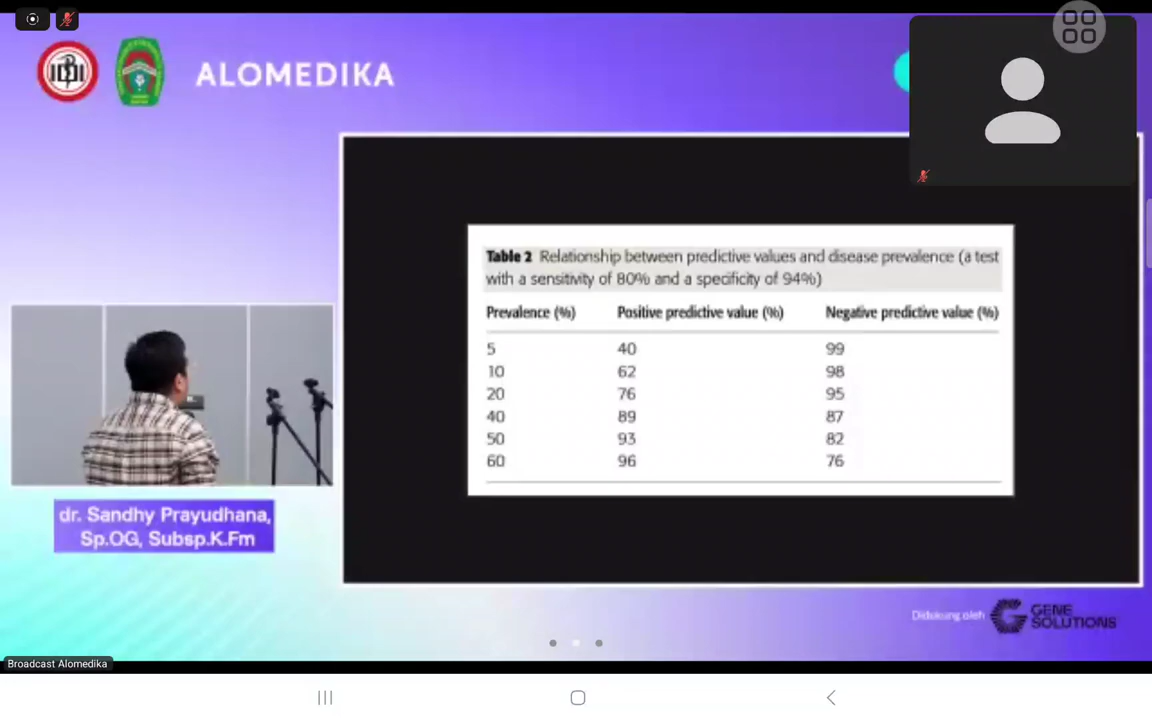 ALOMEDIKA
Table 2 Relationship between predictive values and disease prevalence (a test
with a sensitivity of 80% and a specificity of 94%)
Prevalence (%) Positive predictive value (%) Negative predictive value (%)
5 40 99
10 62 98
20 76 95
40 89 87
50 93 82
60 96 76
dr. Sandhy Prayudhana,
Sp.OG, Subsp.K.Fm
Didukung oleh
GENE
SOLUTIONS
Broadcast Alomedika